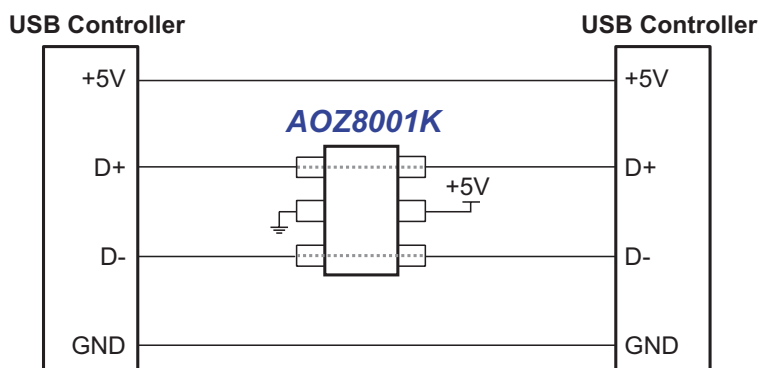 USB Controller USB Controller
+5V +5V
AOZ8001K
D+ D+
+5V
D- D-
GND GND